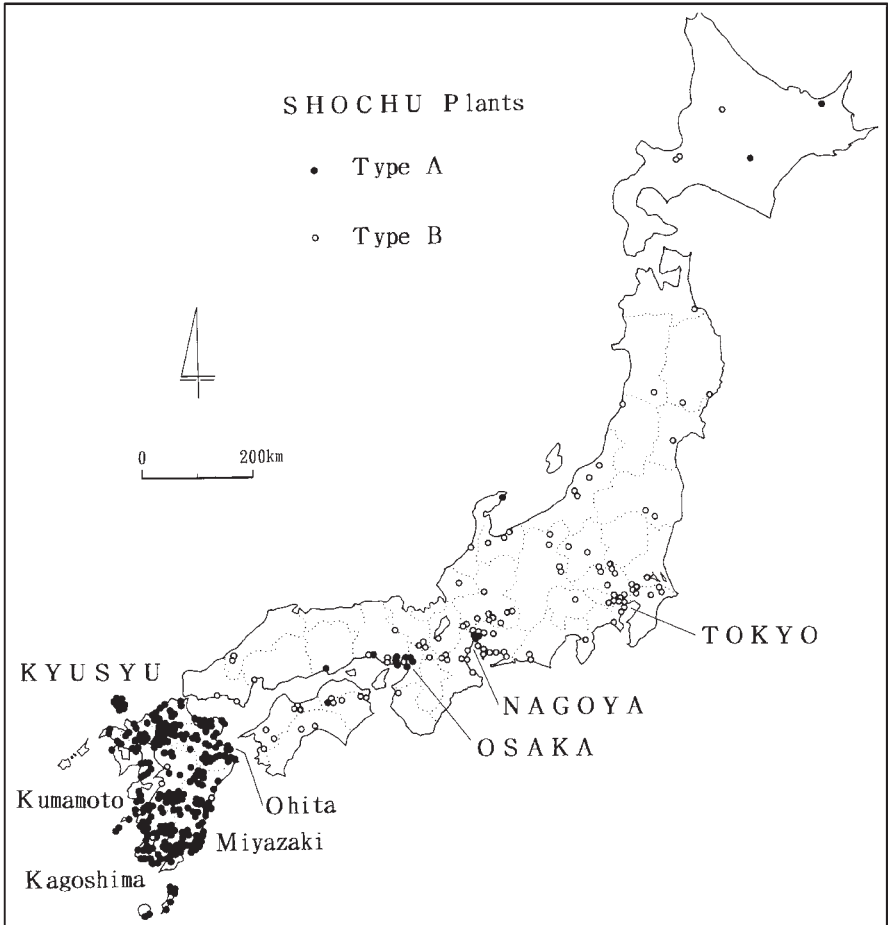 SHOCHU Plants
Type A
Type B
0 200km
TOKYO
KYUSYU
NAGOYA
OSAKA
Kumamoto
Ohita
Miyazaki
Kagoshima